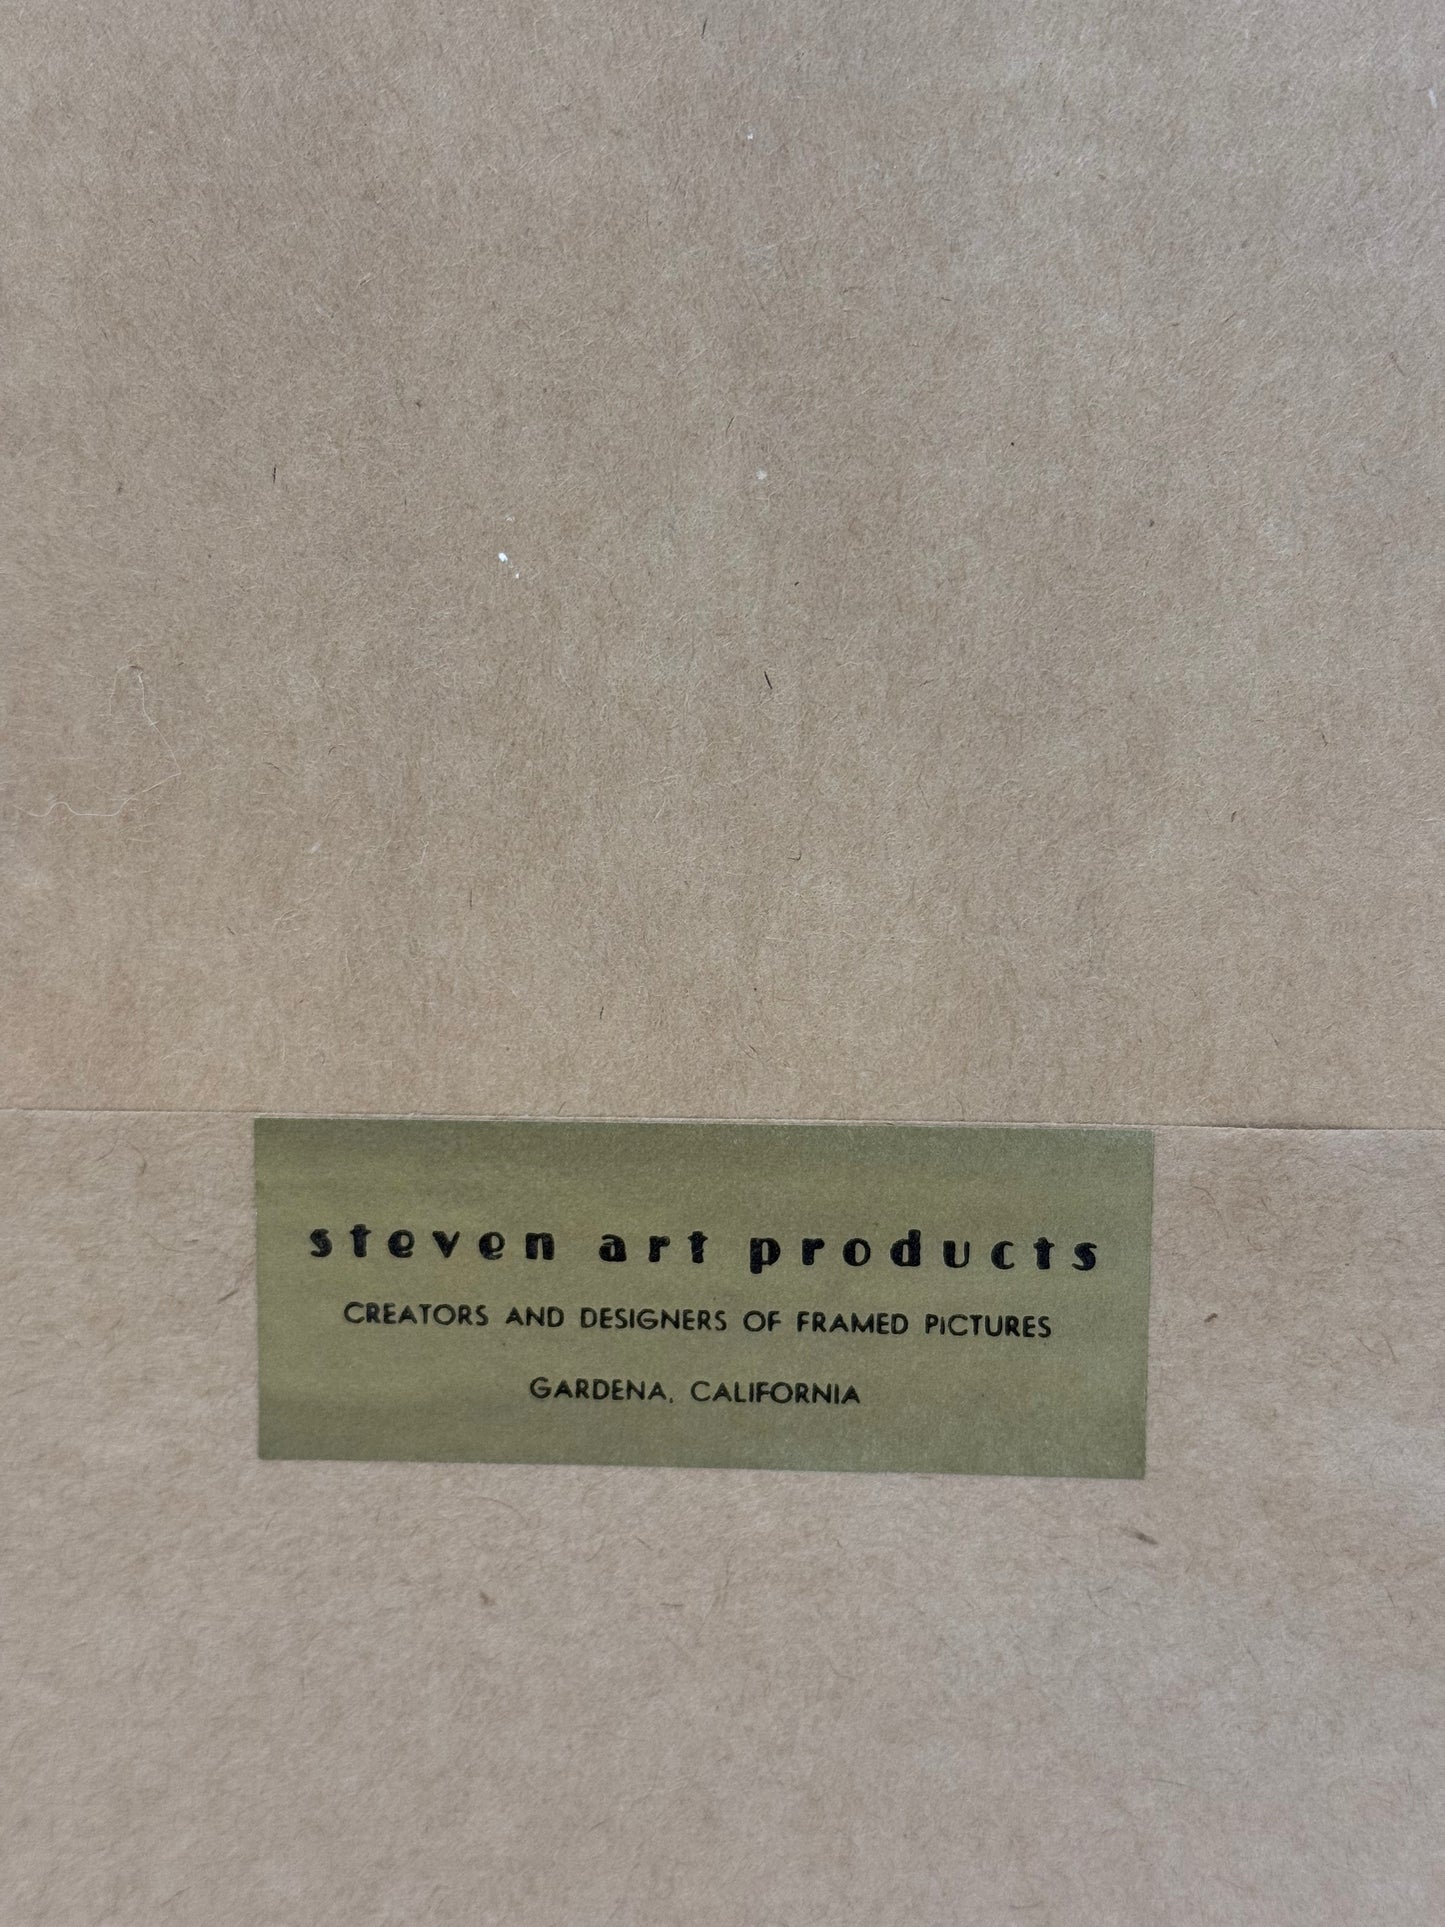 steven art products
CREATORS AND DESIGNERS OF FRAMED PICTURES
GARDENA, CALIFORNIA